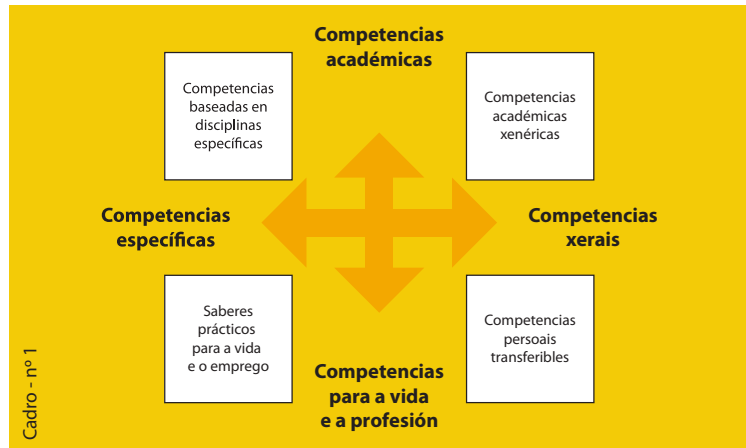 Competencias
académicas
Competencias
baseadas en
disciplinas
específicas
Competencias
académicas
xenéricas
Competencias
específicas
Competencias
xerais
Saberes
prácticos
para a vida
e o emprego
Competencias
persoais
transferibles
Competencias
para a vida
e a profesión
Cadro - nº 1